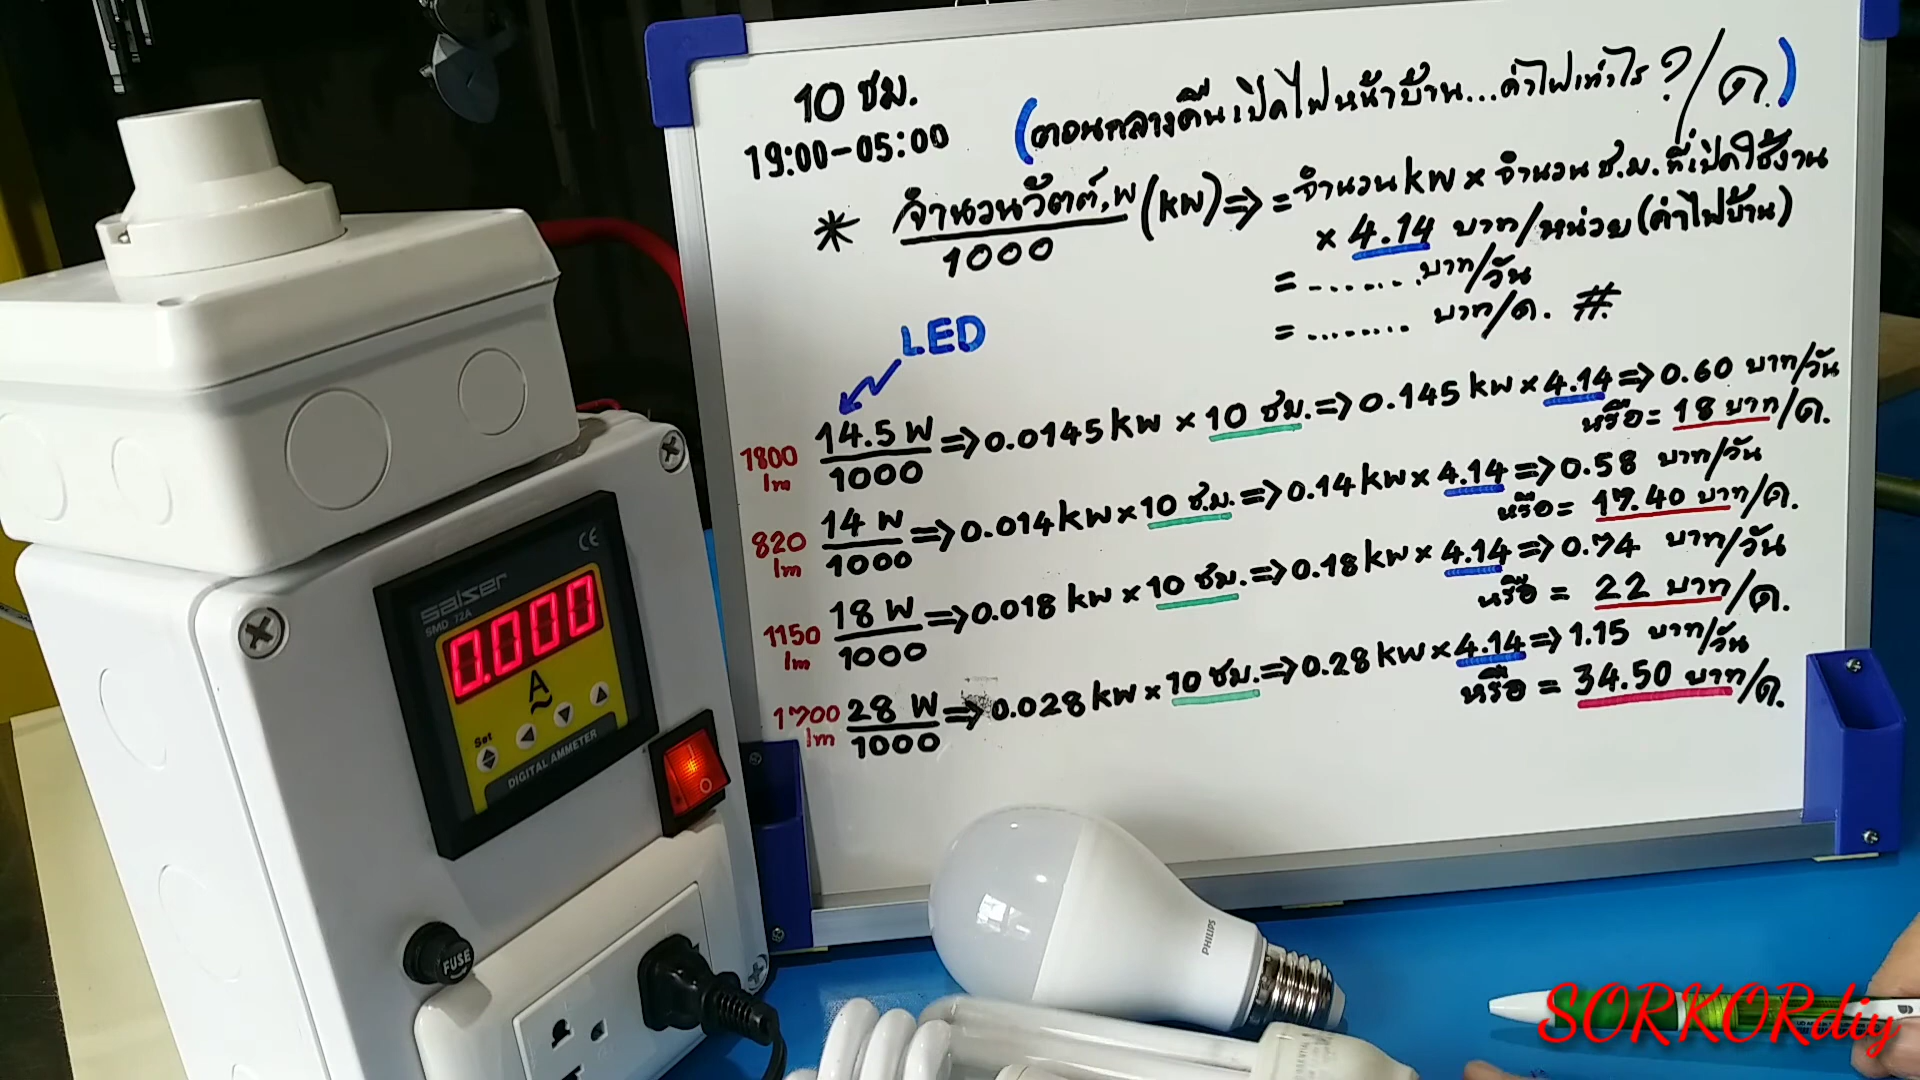 10 ชม.
19:00-05:00
(ตอนกลางคืนเปิดไฟหน้าบ้าน...ค่าไฟเท่าไร ?/ด.)
* จำนวนวัตต์,W (kW) ⇒ = จำนวน kW × จำนวน ช.ม. ที่เปิดใช้งาน
1000
× 4.14 บาท/หน่วย (ค่าไฟบ้าน)
= ........ บาท/วัน
= ........ บาท/ด. #
LED
1800 lm 14.5 W ⇒ 0.0145 kW × 10 ชม. ⇒ 0.145 kW × 4.14 ⇒ 0.60 บาท/วัน
1000
หรือ = 18 บาท/ด.
820 lm 14 W ⇒ 0.014 kW × 10 ช.ม. ⇒ 0.14 kW × 4.14 ⇒ 0.58 บาท/วัน
1000
หรือ = 17.40 บาท/ด.
1150 lm 18 W ⇒ 0.018 kW × 10 ชม. ⇒ 0.18 kW × 4.14 ⇒ 0.74 บาท/วัน
1000
หรือ = 22 บาท/ด.
1700 lm 28 W ⇒ 0.028 kW × 10 ชม. ⇒ 0.28 kW × 4.14 ⇒ 1.15 บาท/วัน
1000
หรือ = 34.50 บาท/ด.
CE
selser
SMD 72A
0.000
A
Set
DIGITAL AMMETER
FUSE
PHILIPS
SORKORdiy